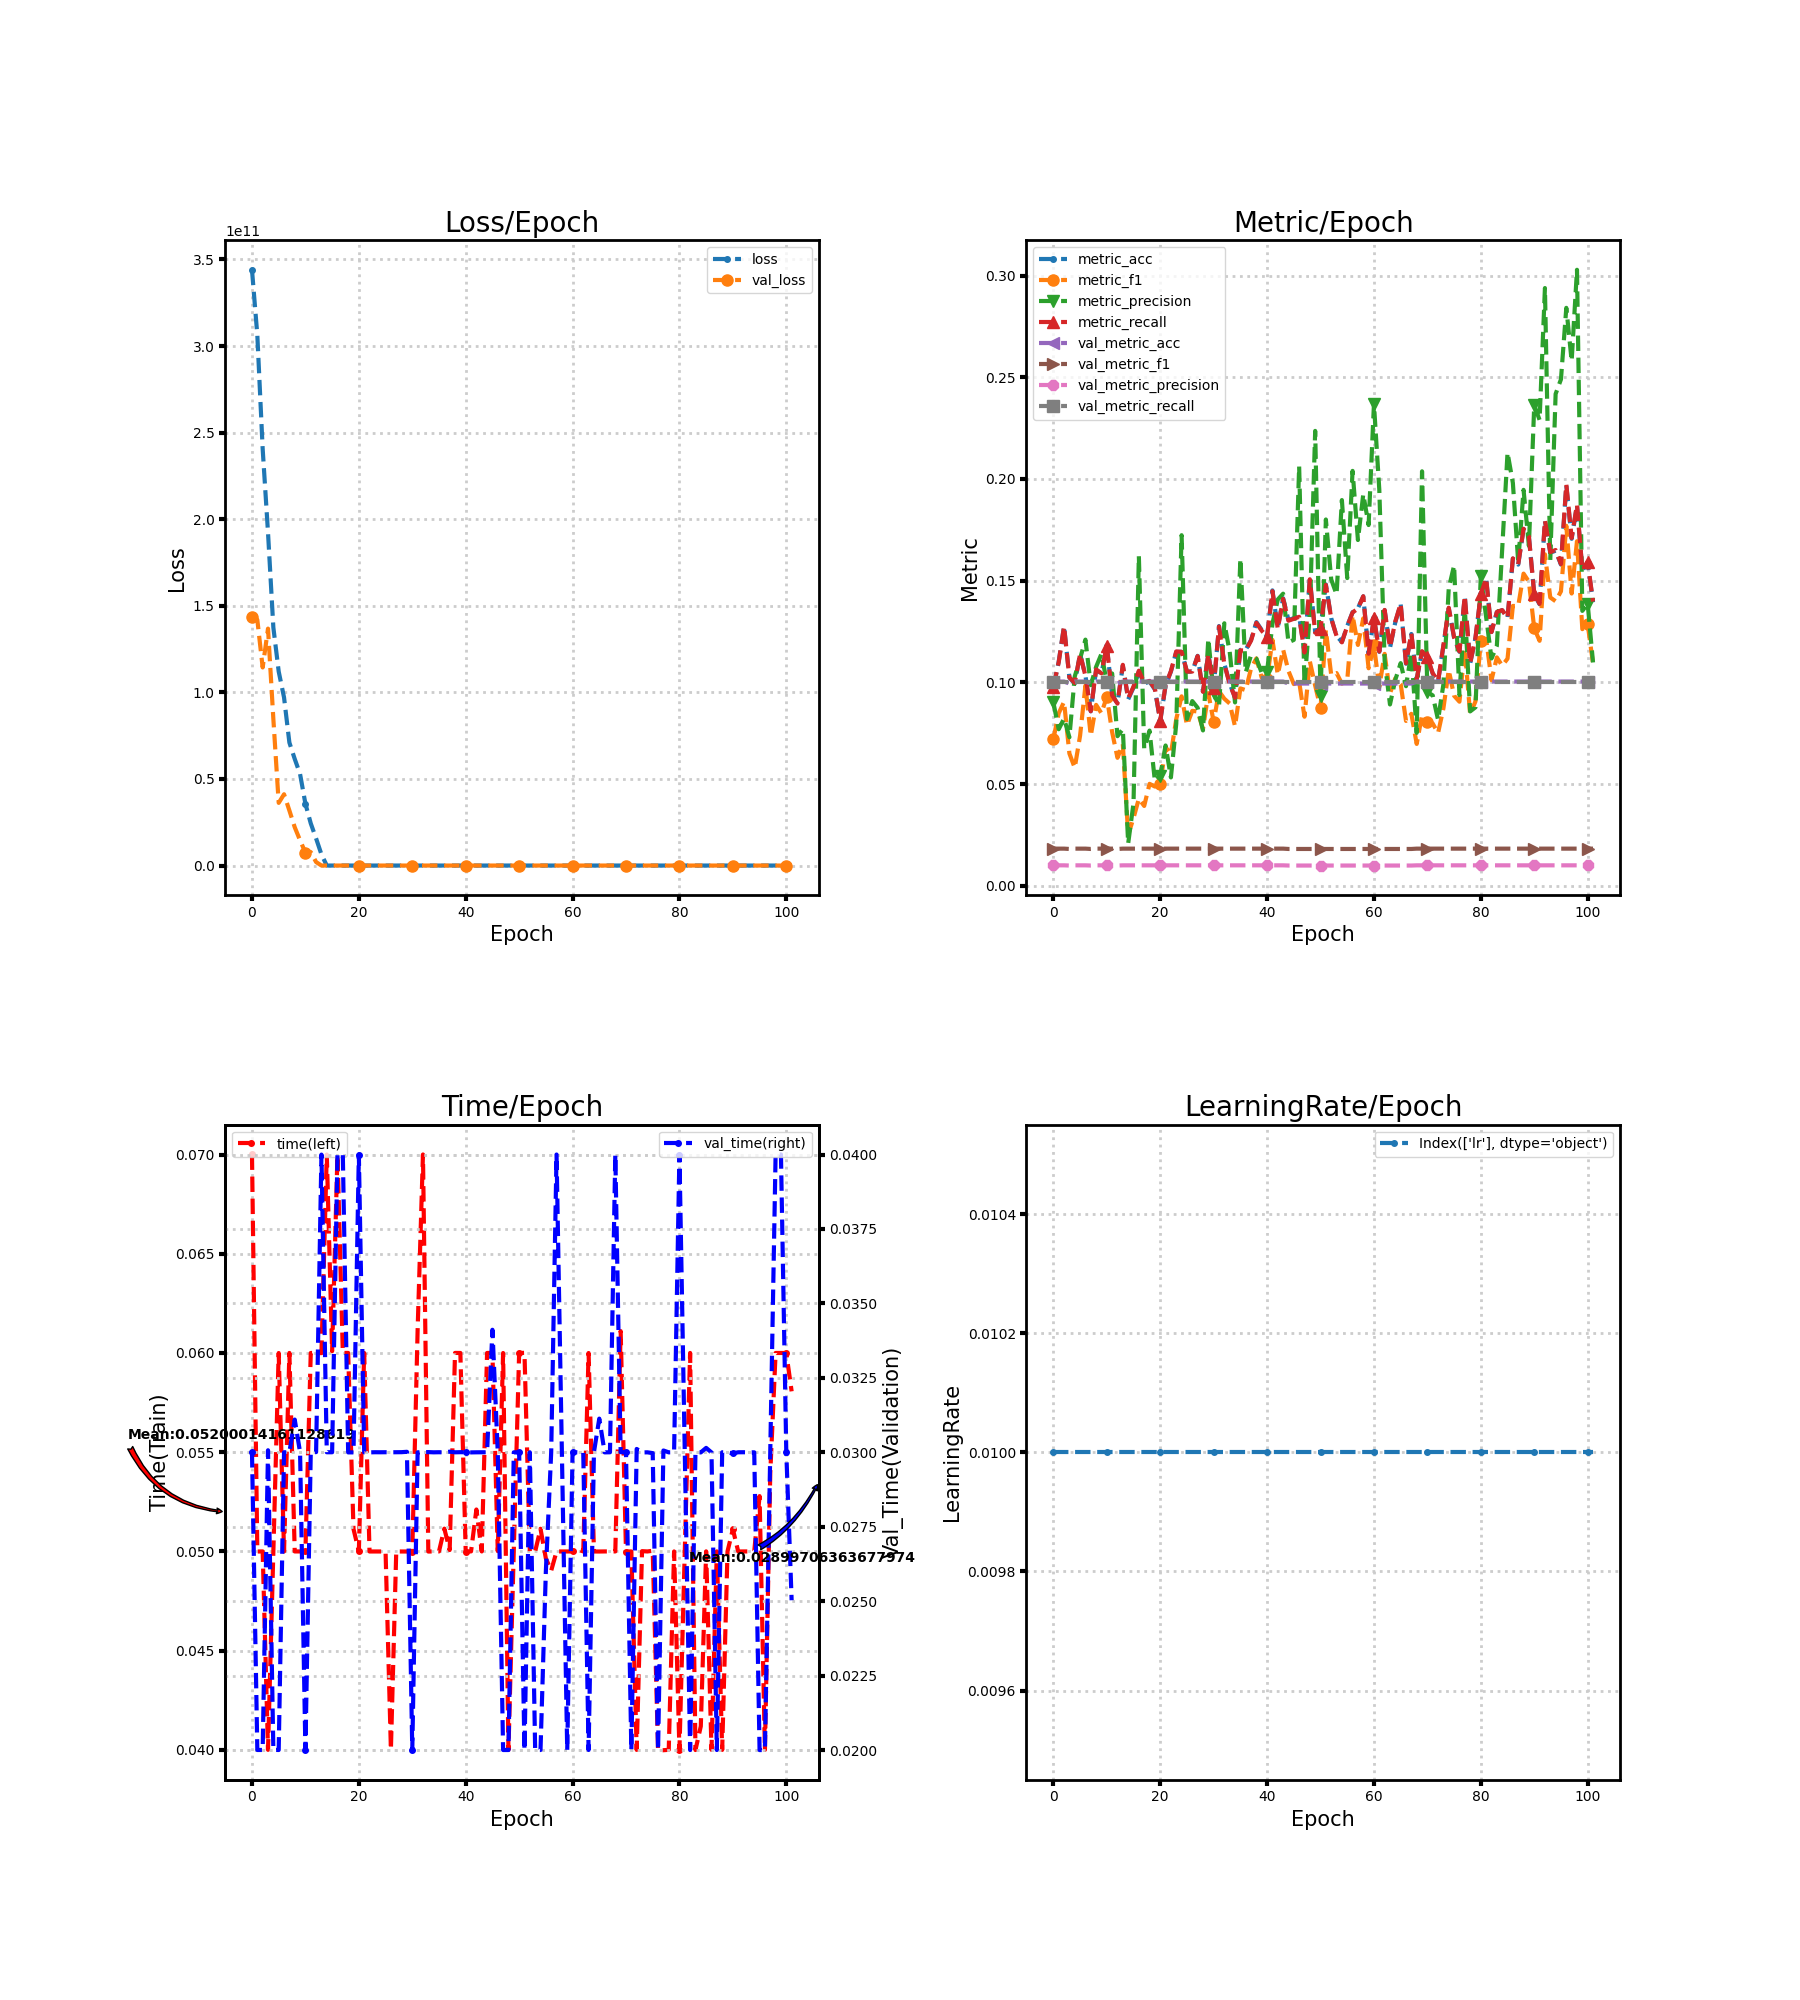 Loss/Epoch
1e11
3.5
3.0
2.5
2.0
1.5
1.0
0.5
0.0
Loss
loss
val_loss
0
20
40
60
80
100
Epoch
Metric/Epoch
0.30
0.25
0.20
0.15
0.10
0.05
0.00
Metric
metric_acc
metric_f1
metric_precision
metric_recall
val_metric_acc
val_metric_f1
val_metric_precision
val_metric_recall
0
20
40
60
80
100
Epoch
Time/Epoch
0.070
0.065
0.060
0.055
0.050
0.045
0.040
Time(Train)
time(left)
val_time(right)
0.0400
0.0375
0.0350
0.0325
0.0300
0.0275
0.0250
0.0225
0.0200
Val_Time(Validation)
Mean:0.02899706363677974
0
20
40
60
80
100
Epoch
LearningRate/Epoch
0.0104
0.0102
0.0100
0.0098
0.0096
LearningRate
Index(['lr'], dtype='object')
0
20
40
60
80
100
Epoch